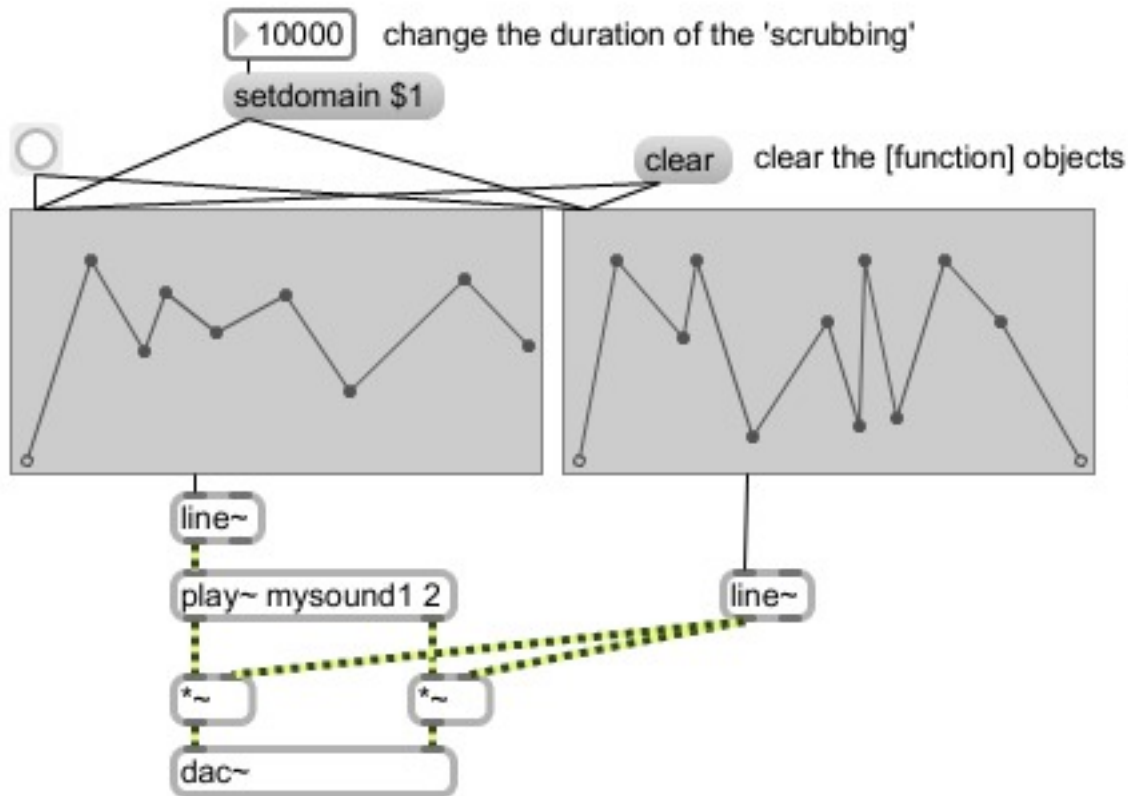 10000 change the duration of the 'scrubbing'
setdomain $1
clear clear the [function] objects
line~
play~ mysound1 2
line~
*~ *~
dac~